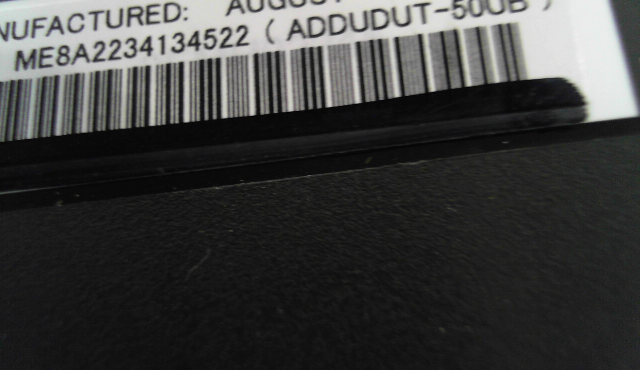 NUFACTURED: AUGUST
ME8A2234134522 ( ADDUDUT-50UB )